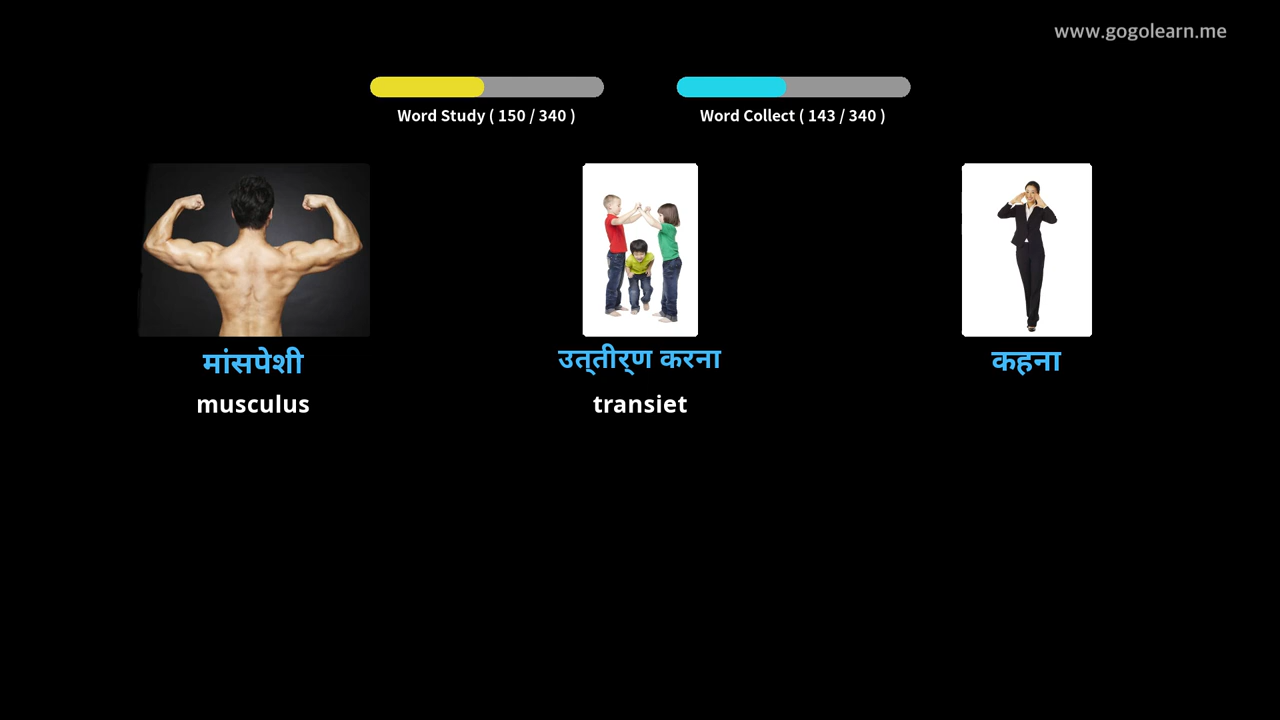 www.gogolearn.me
Word Study ( 150 / 340 )
Word Collect ( 143 / 340 )
मांसपेशी
उत्‌तीर्‌ण करना
कहना
musculus
transiet